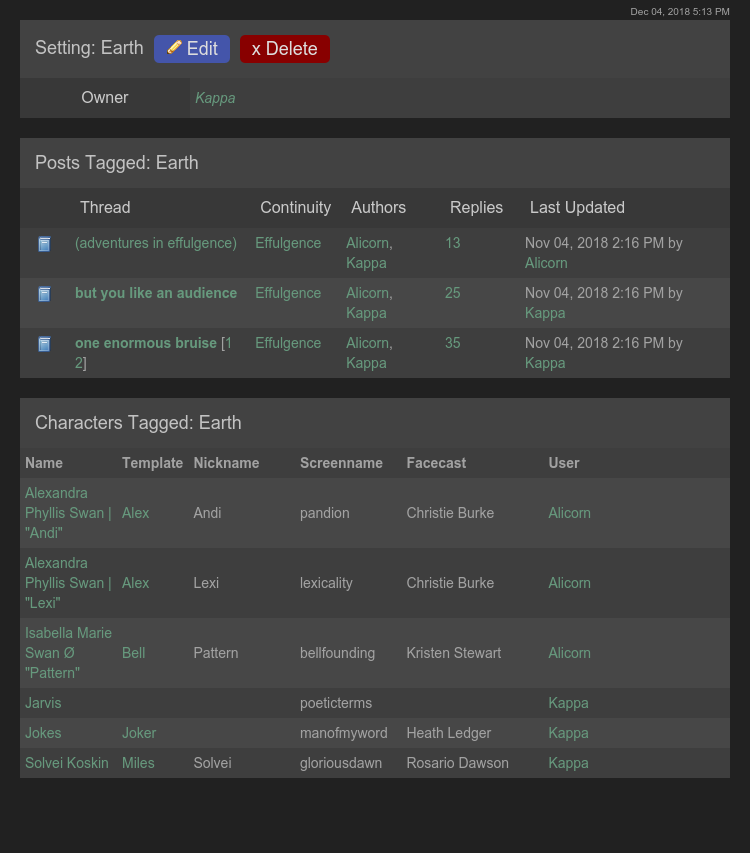 Dec 04, 2018 5:13 PM
Setting: Earth Edit x Delete
Owner Kappa
Posts Tagged: Earth
Thread Continuity Authors Replies Last Updated
(adventures in effulgence) Effulgence Alicorn, 13 Nov 04, 2018 2:16 PM by
Kappa Alicorn
but you like an audience Effulgence Alicorn, 25 Nov 04, 2018 2:16 PM by
Kappa Kappa
one enormous bruise [1 Effulgence Alicorn, 35 Nov 04, 2018 2:16 PM by
2] Kappa Kappa
Characters Tagged: Earth
Name Template Nickname Screenname Facecast User
Alexandra
Phyllis Swan | Alex Andi pandion Christie Burke Alicorn
"Andi"
Alexandra
Phyllis Swan | Alex Lexi lexicality Christie Burke Alicorn
"Lexi"
Isabella Marie
Swan Ø Bell Pattern bellfounding Kristen Stewart Alicorn
"Pattern"
Jarvis poeticterms Kappa
Jokes Joker manofmyword Heath Ledger Kappa
Solvei Koskin Miles Solvei gloriousdawn Rosario Dawson Kappa